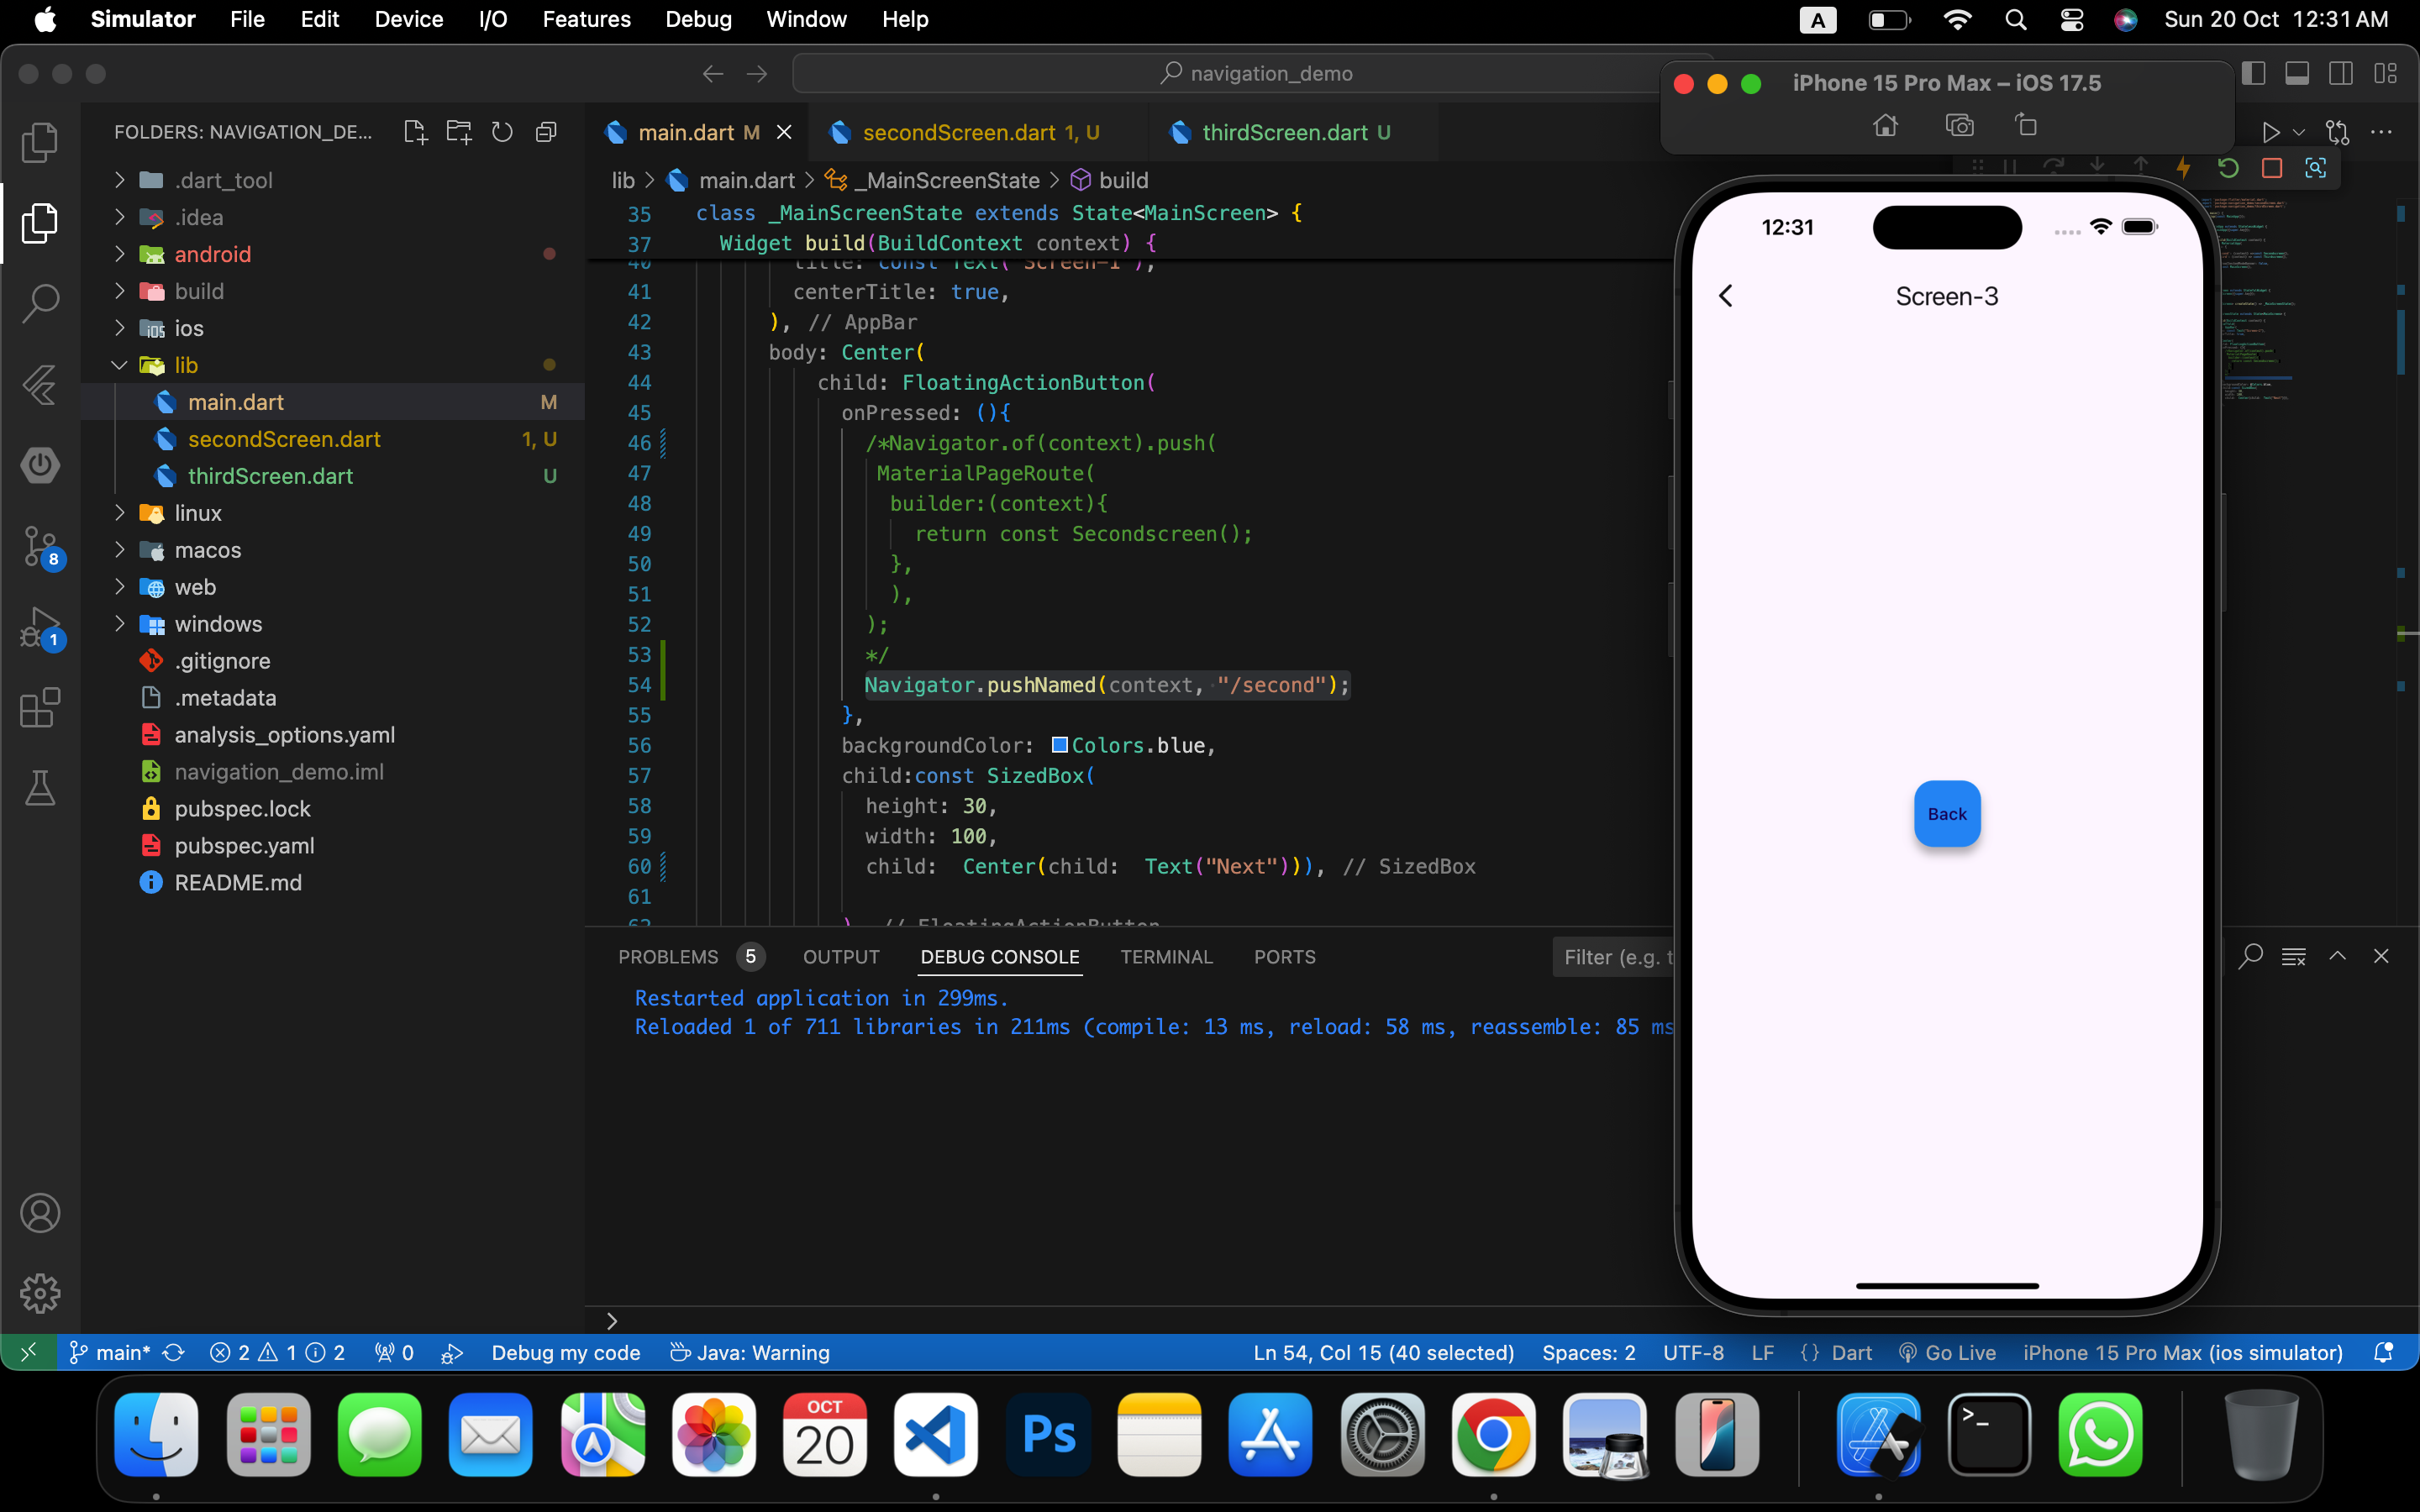 Simulator File Edit Device I/O Features Debug Window Help A Sun 20 Oct 12:31 AM
navigation_demo
iPhone 15 Pro Max – iOS 17.5
FOLDERS: NAVIGATION_DE...
main.dart M
secondScreen.dart 1, U
thirdScreen.dart U
lib > main.dart > _MainScreenState > build
.dart_tool
.idea
android
build
ios
lib
main.dart M
secondScreen.dart 1, U
thirdScreen.dart U
linux
macos
web
windows
.gitignore
.metadata
analysis_options.yaml
navigation_demo.iml
pubspec.lock
pubspec.yaml
README.md
8
1
35 class _MainScreenState extends State<MainScreen> {
37 Widget build(BuildContext context) {
40 title: const Text("Screen-1"),
41 centerTitle: true,
42 ), // AppBar
43 body: Center(
44 child: FloatingActionButton(
45 onPressed: (){
46 /*Navigator.of(context).push(
47 MaterialPageRoute(
48 builder:(context){
49 return const Secondscreen();
50 },
51 ),
52 );
53 */
54 Navigator.pushNamed(context, "/second");
55 },
56 backgroundColor: Colors.blue,
57 child:const SizedBox(
58 height: 30,
59 width: 100,
60 child: Center(child: Text("Next"))), // SizedBox
61
62 ) // FloatingActionButton
12:31
Screen-3
Back
PROBLEMS 5 OUTPUT DEBUG CONSOLE TERMINAL PORTS Filter (e.g. t
Restarted application in 299ms.
Reloaded 1 of 711 libraries in 211ms (compile: 13 ms, reload: 58 ms, reassemble: 85 ms
main* 2 1 2 0 Debug my code Java: Warning Ln 54, Col 15 (40 selected) Spaces: 2 UTF-8 LF {} Dart Go Live iPhone 15 Pro Max (ios simulator)
OCT
20
Ps